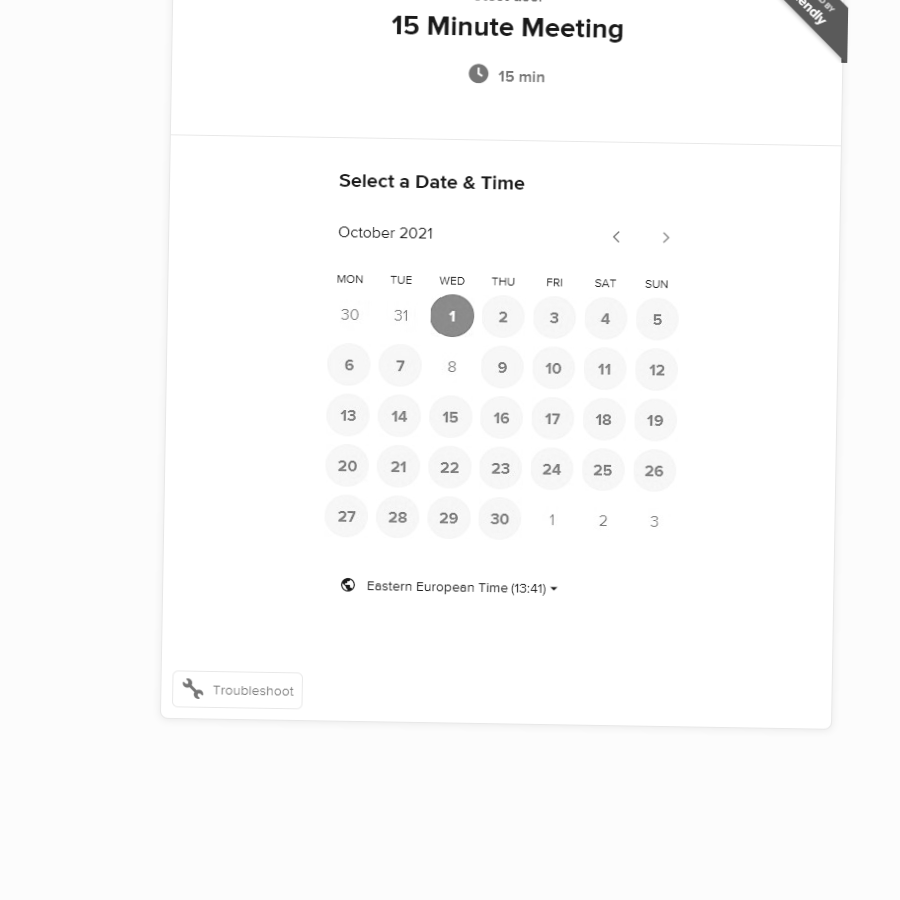 15 Minute Meeting
15 min
Select a Date & Time
October 2021
MON TUE WED THU FRI SAT SUN
30 31 1 2 3 4 5
6 7 8 9 10 11 12
13 14 15 16 17 18 19
20 21 22 23 24 25 26
27 28 29 30 1 2 3
Eastern European Time (13:41)
Troubleshoot